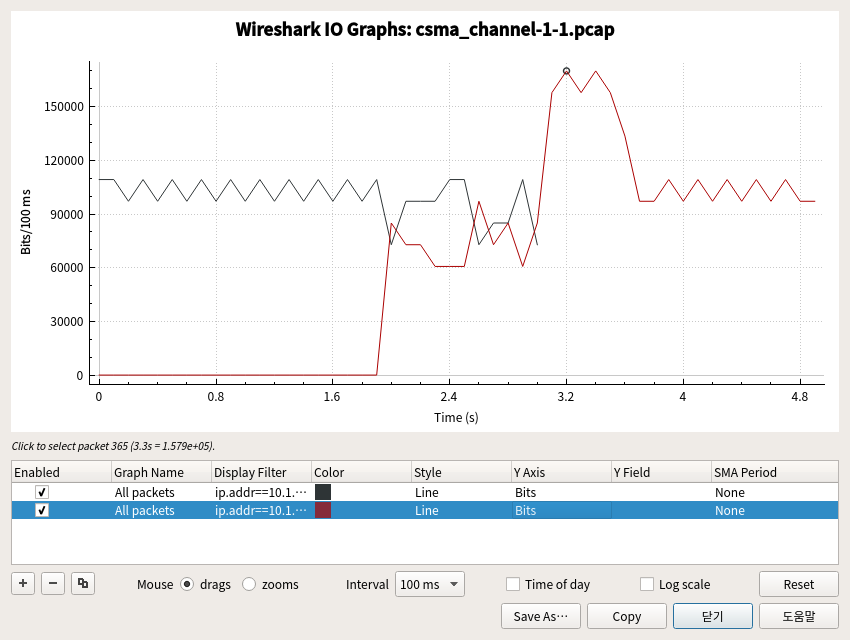 Wireshark IO Graphs: csma_channel-1-1.pcap
Bits/100 ms
150000
120000
90000
60000
30000
0
0 0.8 1.6 2.4 3.2 4 4.8
Time (s)
Click to select packet 365 (3.3s = 1.579e+05).
Enabled Graph Name Display Filter Color Style Y Axis Y Field SMA Period
All packets ip.addr==10.1.⋯ Line Bits None
All packets ip.addr==10.1.⋯ Line Bits None
Mouse drags zooms Interval 100 ms Time of day Log scale Reset
Save As⋯ Copy 닫기 도움말